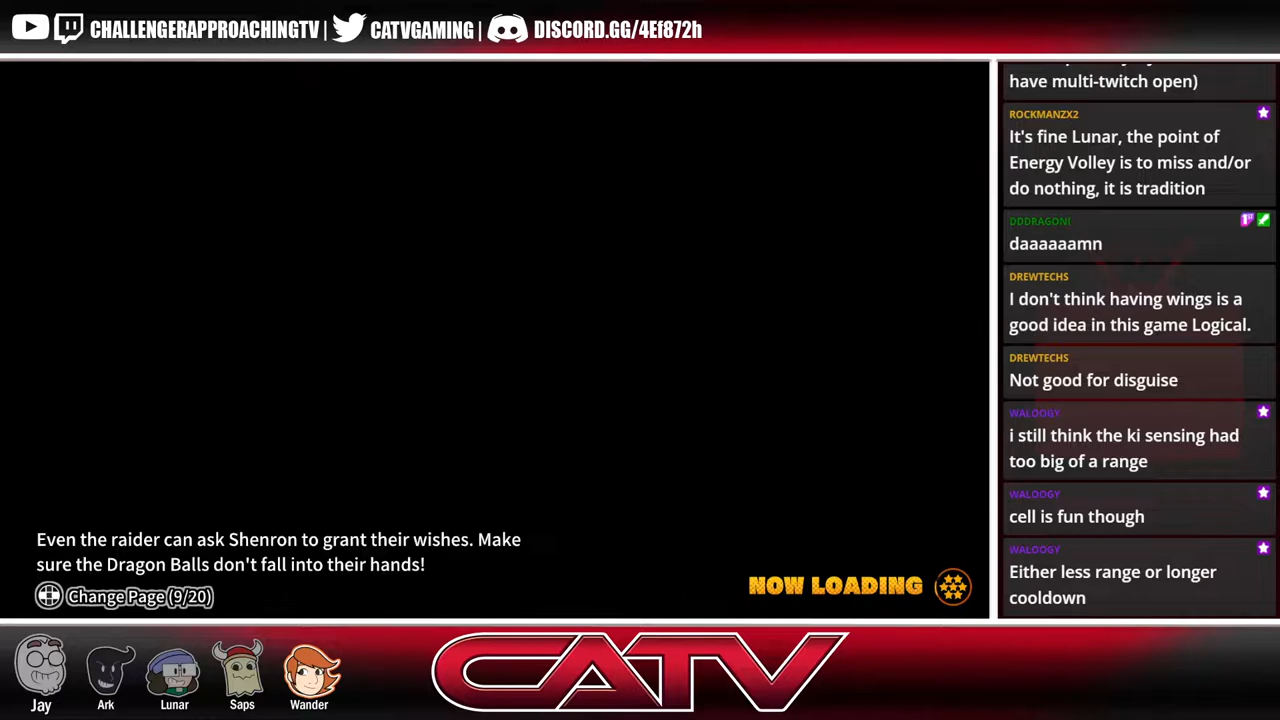 CHALLENGERAPPROACHINGTV | CATVGAMING | DISCORD.GG/4Ef872h
have multi-twitch open)
ROCKMANZX2
It's fine Lunar, the point of
Energy Volley is to miss and/or
do nothing, it is tradition
DDDRAGON!
daaaaaamn
DREWTECHS
I don't think having wings is a
good idea in this game Logical.
DREWTECHS
Not good for disguise
WALOOGY
i still think the ki sensing had
too big of a range
WALOOGY
cell is fun though
WALOOGY
Either less range or longer
cooldown
Even the raider can ask Shenron to grant their wishes. Make
sure the Dragon Balls don't fall into their hands!
Change Page (9/20)
NOW LOADING
Jay
Ark
Lunar
Saps
Wander
CATV